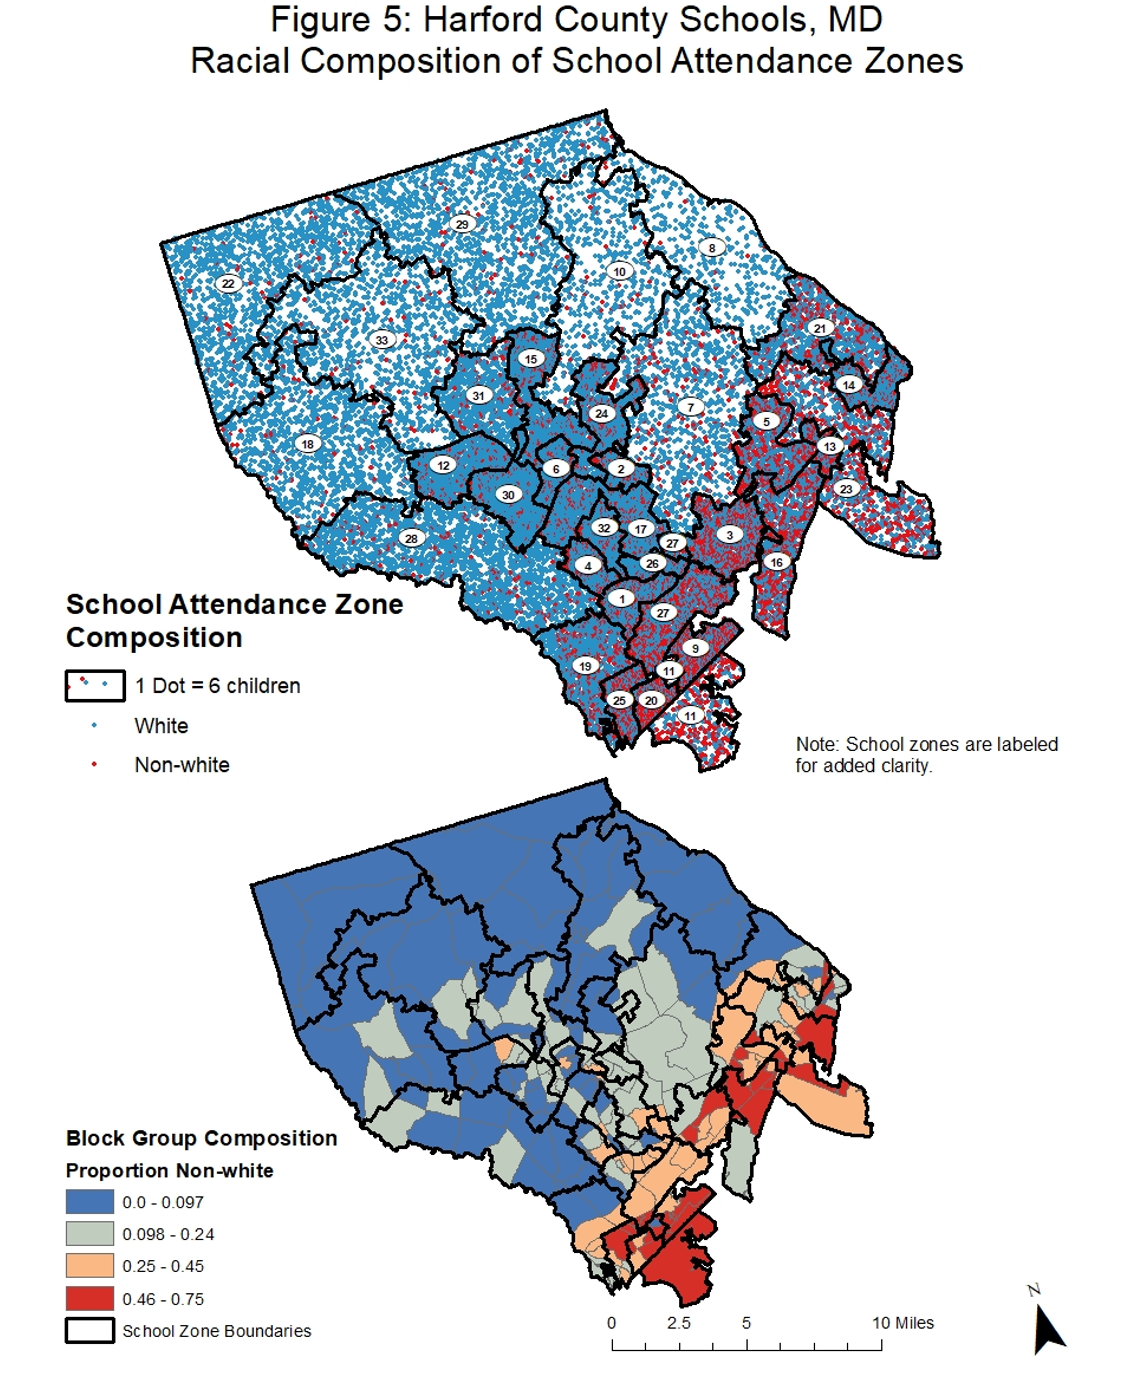 Figure 5: Harford County Schools, MD
Racial Composition of School Attendance Zones
29
8
10
22
21
33
15
14
31
7
24
5
18
13
12
6
2
30
23
32
17
3
28
27
16
4
26
1
27
9
19
11
25
20
11
School Attendance Zone
Composition
1 Dot = 6 children
White
Non-white
Note: School zones are labeled
for added clarity.
Block Group Composition
Proportion Non-white
0.0 - 0.097
0.098 - 0.24
0.25 - 0.45
0.46 - 0.75
School Zone Boundaries
N
0 2.5 5 10 Miles